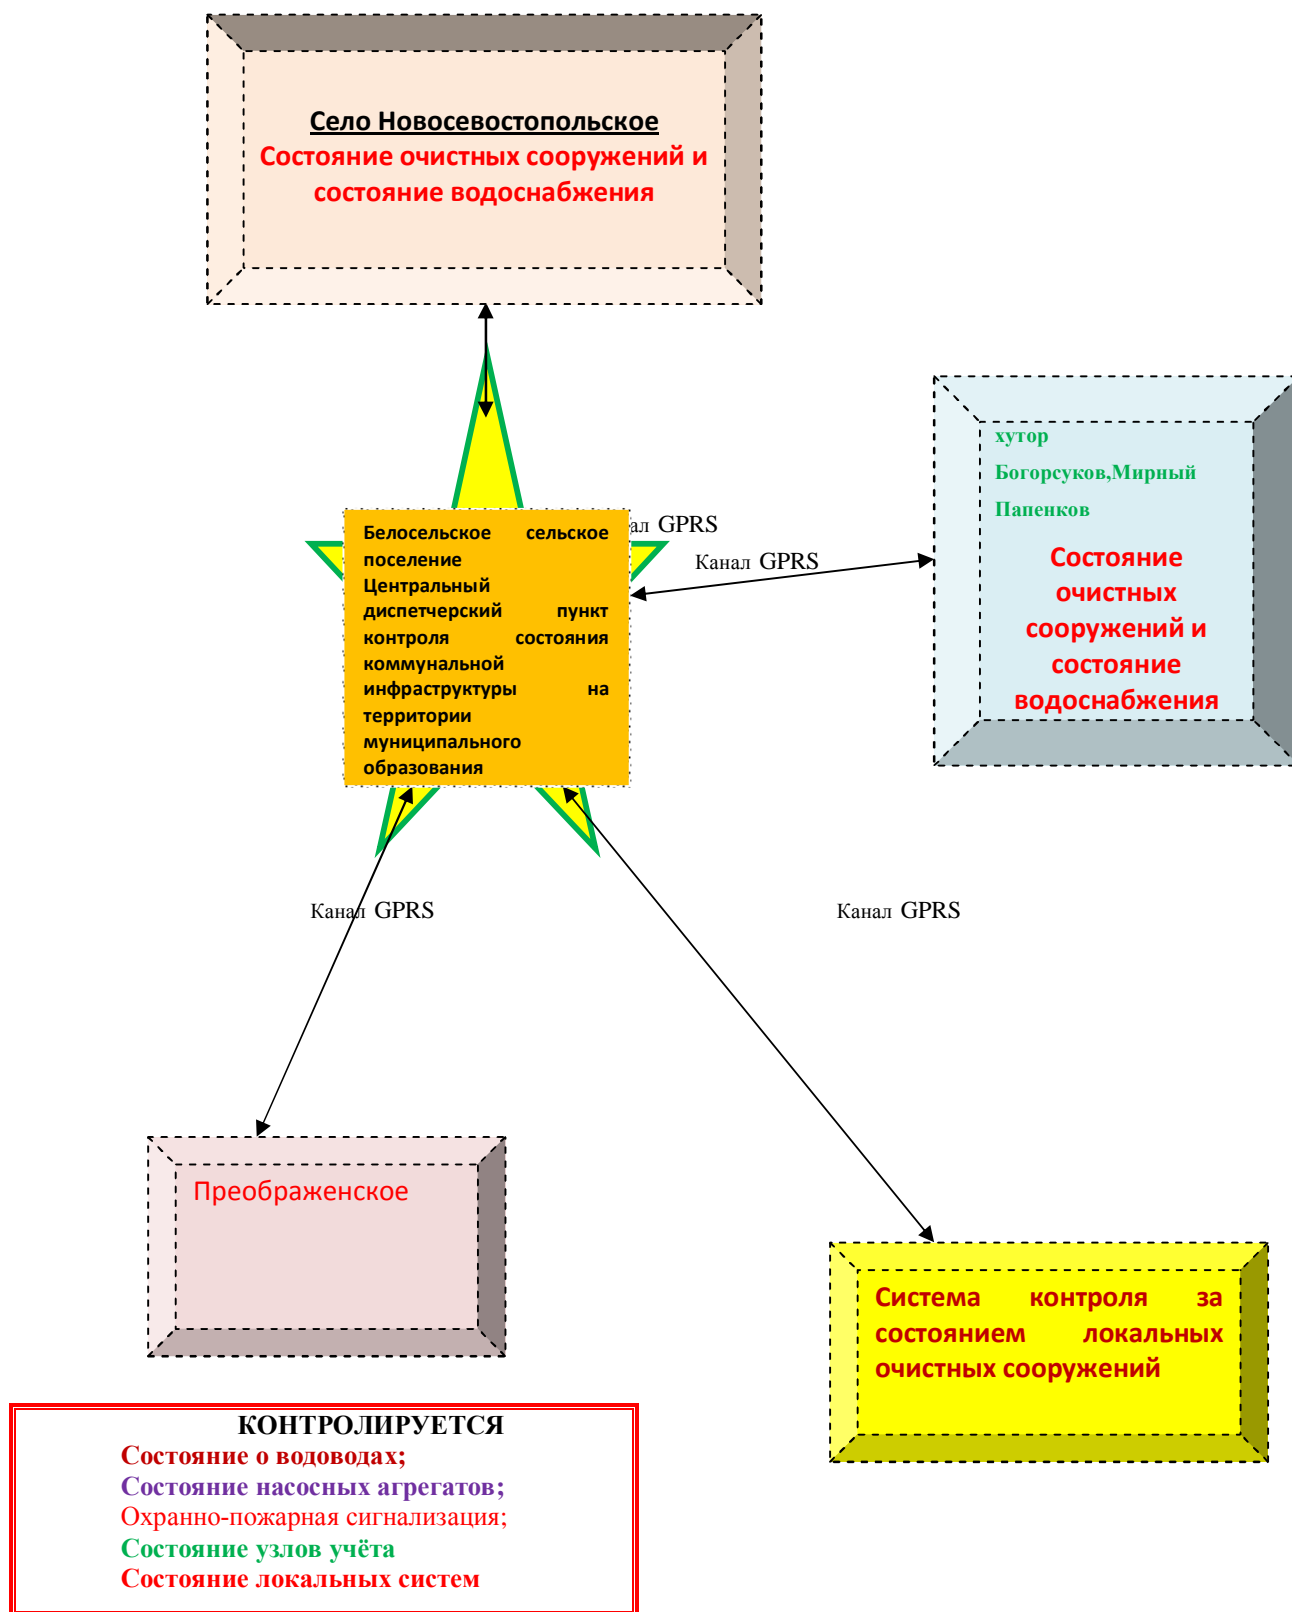 Село Новосевостопольское
Состояние очистных сооружений и
состояние водоснабжения
хутор
Богорсуков,Мирный
Папенков
Состояние
очистных
сооружений и
состояние
водоснабжения
ал GPRS
Канал GPRS
Белосельское сельское
поселение
Центральный
диспетчерский пункт
контроля состояния
коммунальной
инфраструктуры на
территории
муниципального
образования
Канал GPRS
Канал GPRS
Преображенское
Система контроля за
состоянием локальных
очистных сооружений
КОНТРОЛИРУЕТСЯ
Состояние о водоводах;
Состояние насосных агрегатов;
Охранно-пожарная сигнализация;
Состояние узлов учёта
Состояние локальных систем